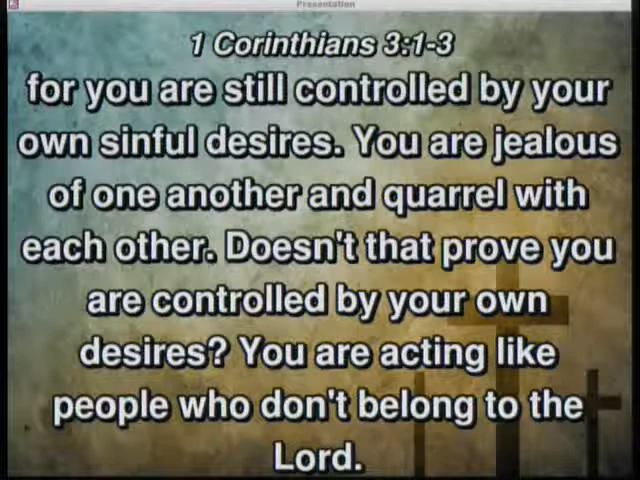 Presentation
1 Corinthians 3:1-3
for you are still controlled by your
own sinful desires. You are jealous
of one another and quarrel with
each other. Doesn't that prove you
are controlled by your own
desires? You are acting like
people who don't belong to the
Lord.